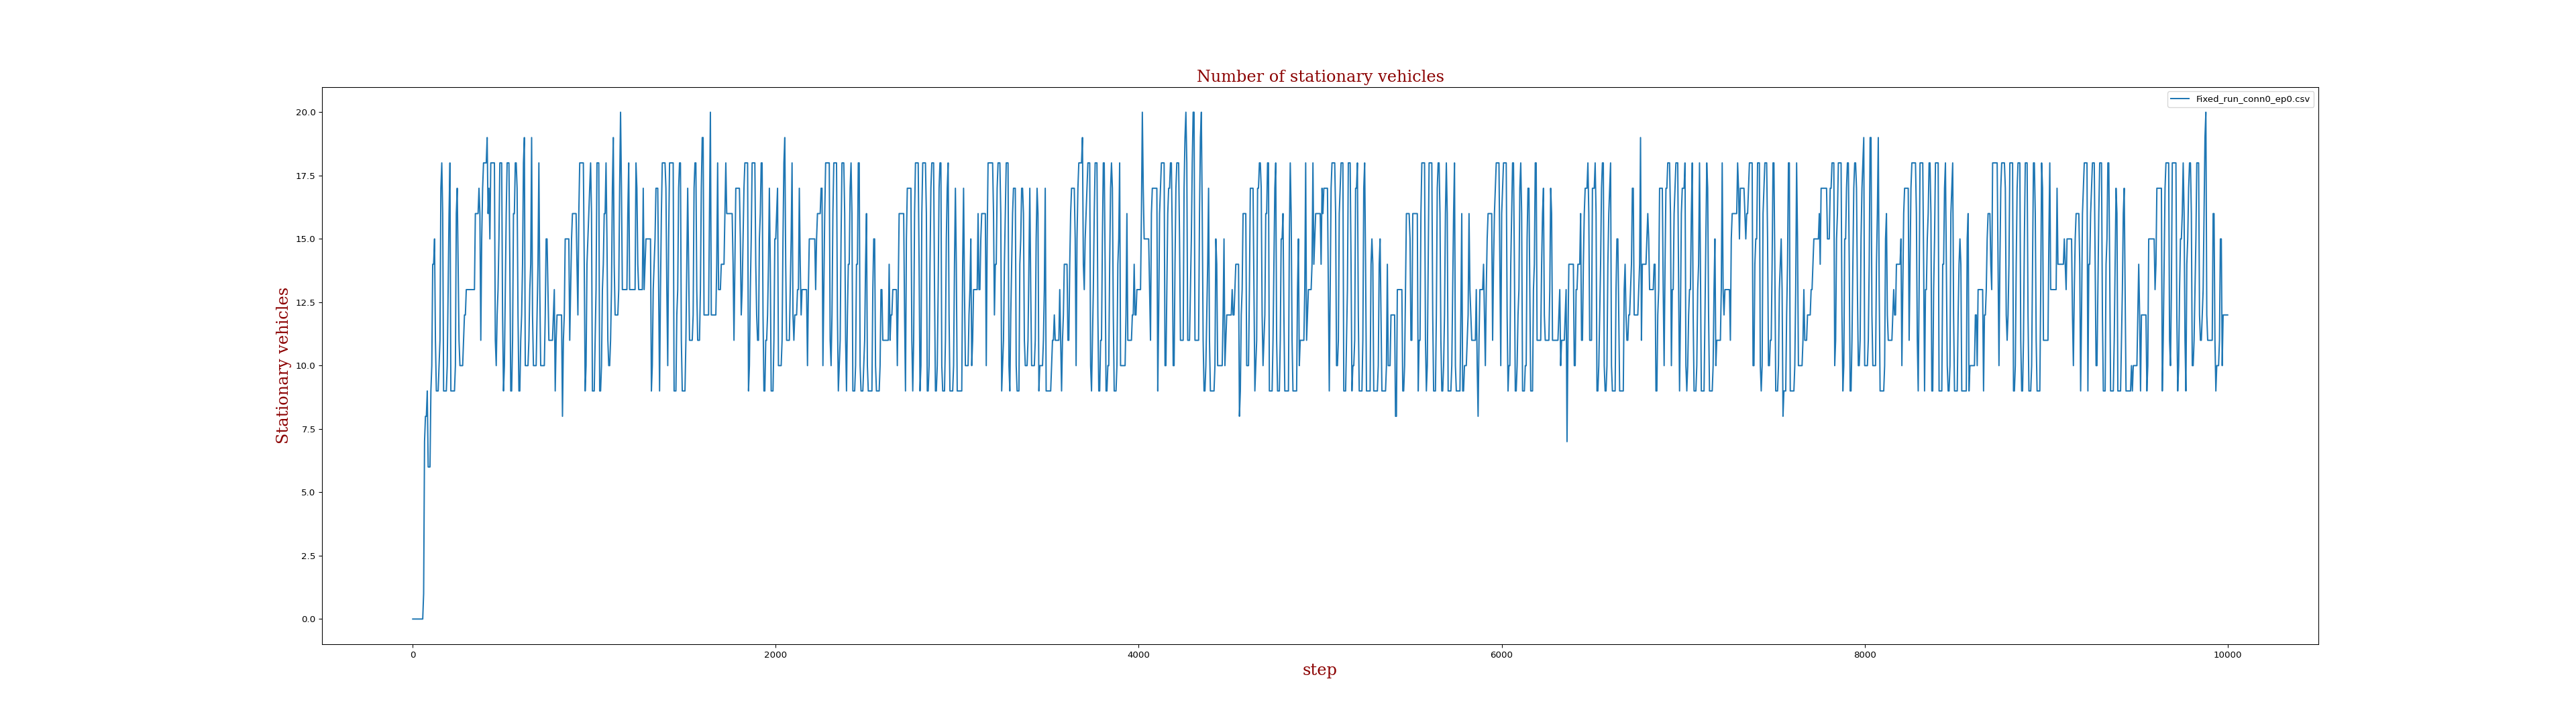 Number of stationary vehicles
Fixed_run_conn0_ep0.csv
Stationary vehicles
20.0
17.5
15.0
12.5
10.0
7.5
5.0
2.5
0.0
0 2000 4000 6000 8000 10000
step